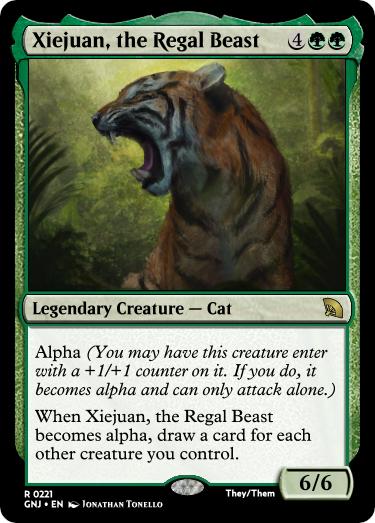 Xiejuan, the Regal Beast 4
Legendary Creature — Cat
Alpha (You may have this creature enter
with a +1/+1 counter on it. If you do, it
becomes alpha and can only attack alone.)
When Xiejuan, the Regal Beast
becomes alpha, draw a card for each
other creature you control.
6/6
R 0221
GNJ • EN Jonathan Tonello They/Them